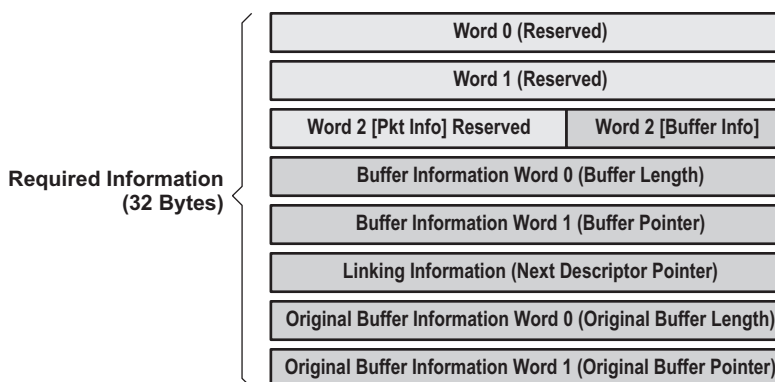 Word 0 (Reserved)
Word 1 (Reserved)
Word 2 [Pkt Info] Reserved
Word 2 [Buffer Info]
Required Information
(32 Bytes)
Buffer Information Word 0 (Buffer Length)
Buffer Information Word 1 (Buffer Pointer)
Linking Information (Next Descriptor Pointer)
Original Buffer Information Word 0 (Original Buffer Length)
Original Buffer Information Word 1 (Original Buffer Pointer)